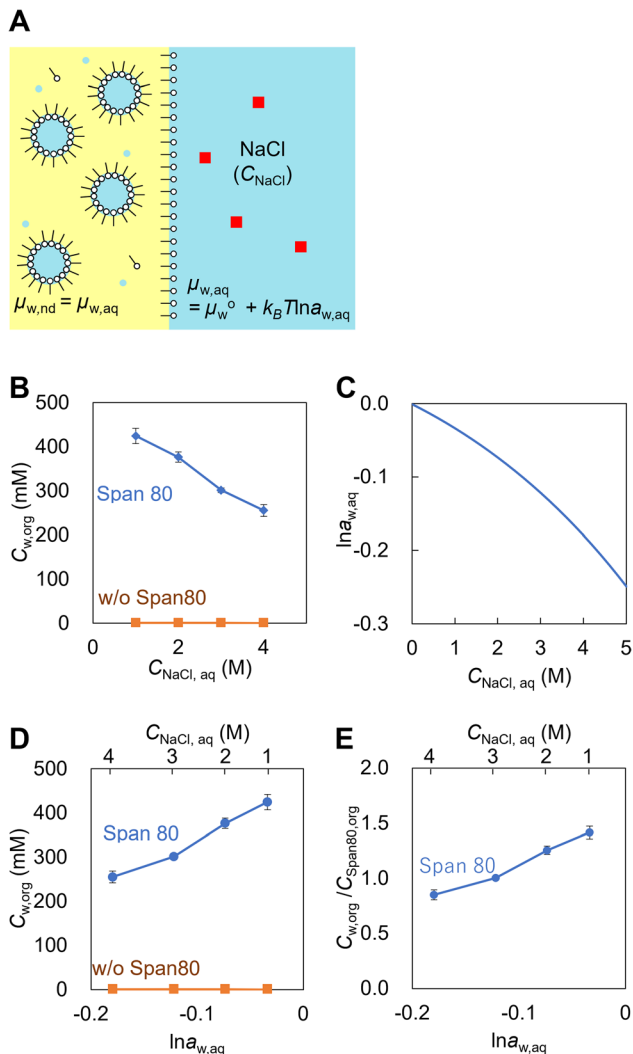 A
NaCl
(C_NaCl)
μ_w,nd = μ_w,aq
μ_w,aq
= μ_w° + k_BTlna_w,aq
B
500
400
300
200
100
0
C_w,org (mM)
Span 80
w/o Span80
0
2
4
C_NaCl, aq (M)
C
0.0
-0.1
-0.2
-0.3
lna_w,aq
0 1 2 3 4 5
C_NaCl, aq (M)
D
C_NaCl, aq (M)
4 3 2 1
500
400
300
200
100
0
C_w,org (mM)
Span 80
w/o Span80
-0.2 -0.1 0
lna_w,aq
E
C_NaCl, aq (M)
4 3 2 1
2.0
1.5
1.0
0.5
0.0
C_w,org /C_Span80,org
Span 80
-0.2 -0.1 0
lna_w,aq